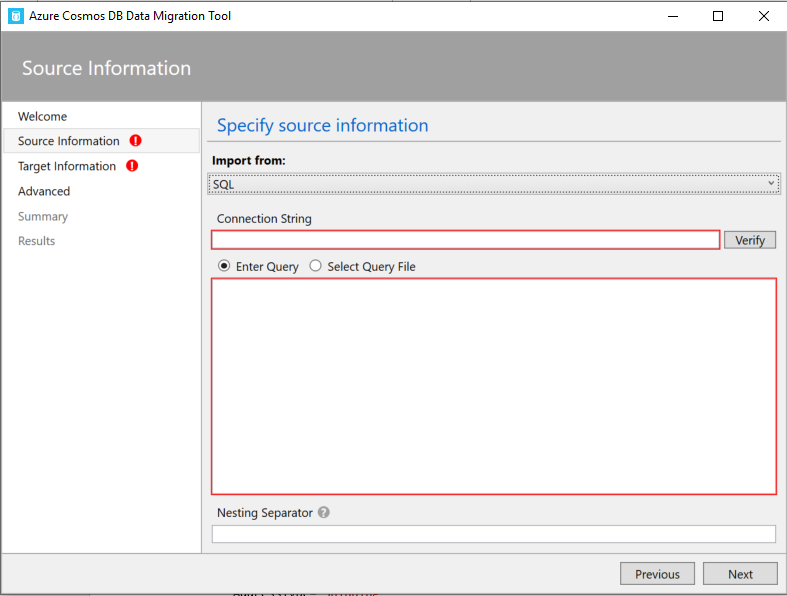 Azure Cosmos DB Data Migration Tool
Source Information
Welcome
Source Information
Target Information
Advanced
Summary
Results
Specify source information
Import from:
SQL
Connection String
Verify
Enter Query Select Query File
Nesting Separator ?
Previous Next